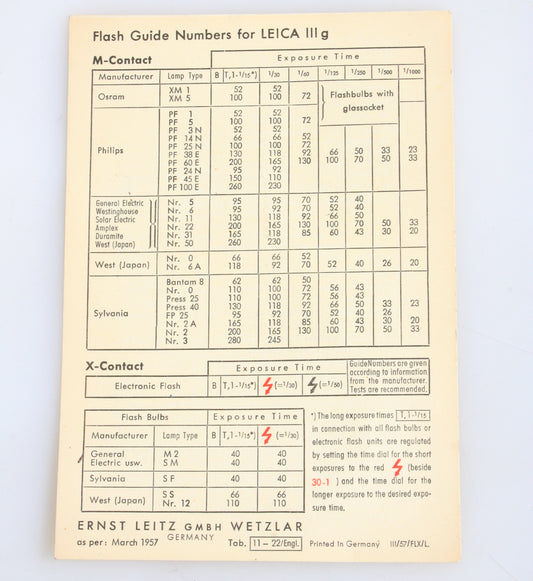 Flash Guide Numbers for LEICA III g
M-Contact Exposure Time
Manufacturer Lamp Type B T,1-1/15*) 1/30 1/60 1/125 1/250 1/500 1/1000
Osram XM 1 52 52 Flashbulbs with
XM 5 100 100 72 glassocket
PF 1 52 52
PF 5 100 100
PF 3 N 52 52
PF 14 N 66 66 52
Philips PF 25 N 100 100 72
PF 38 E 130 118 92 66 50 33 23
PF 60 E 200 165 130 100 70 50 33
PF 24 N 95 92
PF 45 E 150 110
PF 100 E 260 230
General Electric Nr. 5 95 95 70 52 40
Westinghouse Nr. 6 95 92 70 52 40
Solar Electric Nr. 11 130 118 92 66 50
Amplex Nr. 22 200 165 130 100 70 50 33
Duramite Nr. 31 165 118 85 60 43 30 20
West (Japan) Nr. 50 260 230
West (Japan) Nr. 0 66 66 52
Nr. 6 A 118 92 70 52 40 26 20
Bantam 8 62 62 50
Nr. 0 110 100 72 56 43
Press 25 110 100 72 56 43
Press 40 130 118 92 66 50 33 23
Sylvania FP 25 95 92 70 52 40 26
Nr. 2 A 165 118 85 60 43 30 20
Nr. 2 200 165 130 100 70 50 33
Nr. 3 280 245
X-Contact Exposure Time
Electronic Flash B T,1-1/15*) (=1/30) (=1/50)
Guide Numbers are given
according to information
from the manufacturer.
Tests are recommended.
Flash Bulbs Exposure Time
Manufacturer Lamp Type B T,1-1/15*) (=1/30)
General M 2 40 40
Electric usw. S M 40 40
Sylvania S F 40 40
West (Japan) S S 66 66
Nr. 12 110 110
*) The long exposure times T, 1-1/15
in connection with all flash bulbs or
electronic flash units are regulated
by setting the time dial for the short
exposures to the red (beside
30-1 ) and the time dial for the
longer exposure to the desired expo-
sure time.
ERNST LEITZ GMBH WETZLAR
GERMANY
as per: March 1957 Tab. 11-22/Engl. Printed in Germany III/57/FLX/L.